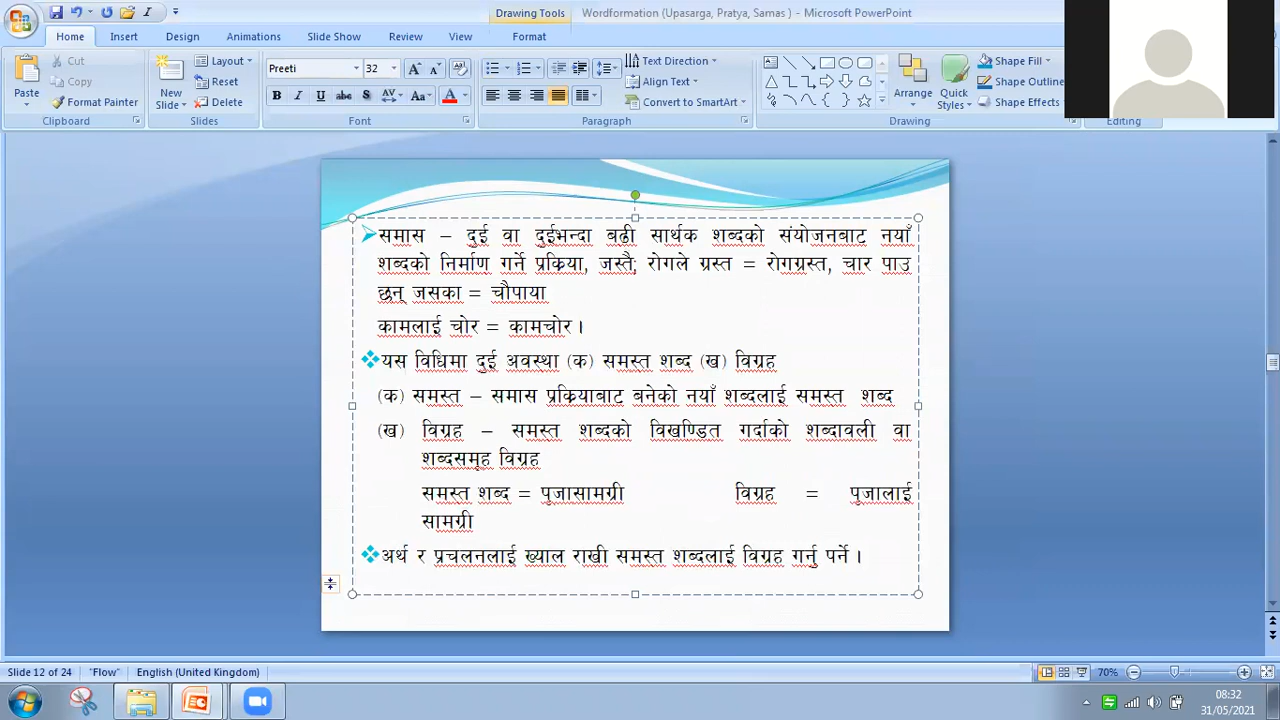 Drawing Tools
Wordformation (Upasarga, Pratya, Samas ) - Microsoft PowerPoint
Home Insert Design Animations Slide Show Review View Format
Cut
Copy
Format Painter
Paste
Clipboard
New Slide
Layout
Reset
Delete
Slides
Preeti 32
B I U abc S AV Aa A
Font
Text Direction
Align Text
Convert to SmartArt
Paragraph
Arrange
Quick Styles
Shape Fill
Shape Outline
Shape Effects
Drawing
Editing
समास – दुई वा दुईभन्दा बढी सार्थक शब्दको संयोजनबाट नयाँ
शब्दको निर्माण गर्ने प्रकिया, जस्तै; रोगले ग्रस्त = रोगग्रस्त, चार पाउ
छन् जसका = चौपाया
कामलाई चोर = कामचोर ।
यस विधिमा दुई अवस्था (क) समस्त शब्द (ख) विग्रह
(क) समस्त – समास प्रकियाबाट बनेको नयाँ शब्दलाई समस्त शब्द
(ख) विग्रह – समस्त शब्दको विखण्डित गर्दाको शब्दावली वा
शब्दसमूह विग्रह
समस्त शब्द = पुजासामग्री विग्रह = पुजालाई
सामग्री
अर्थ र प्रचलनलाई ख्याल राखी समस्त शब्दलाई विग्रह गर्नु पर्ने ।
Slide 12 of 24 "Flow" English (United Kingdom) 70%
08:32
31/05/2021